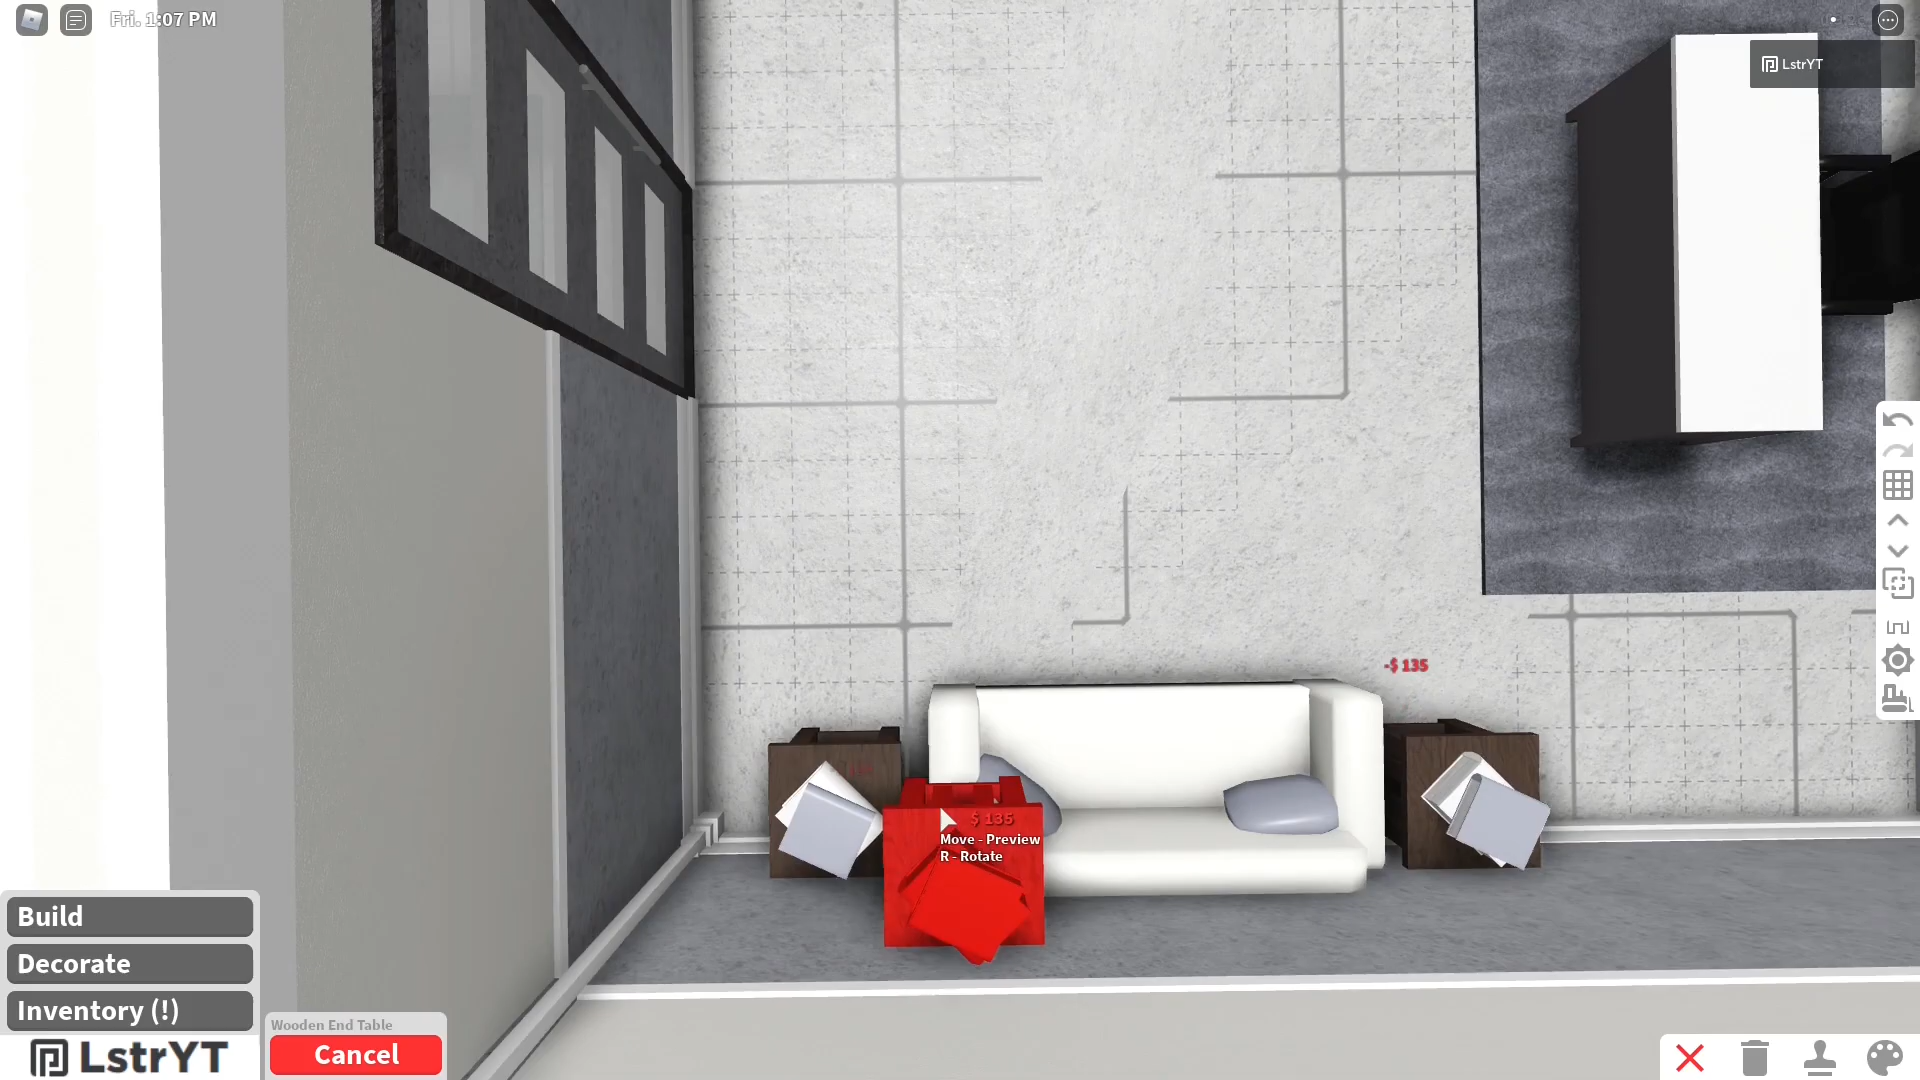 Fri. 1:07 PM
LstrYT
-$ 135
$ 135
Move - Preview
R - Rotate
Build
Decorate
Inventory (!)
Wooden End Table
Cancel
LstrYT